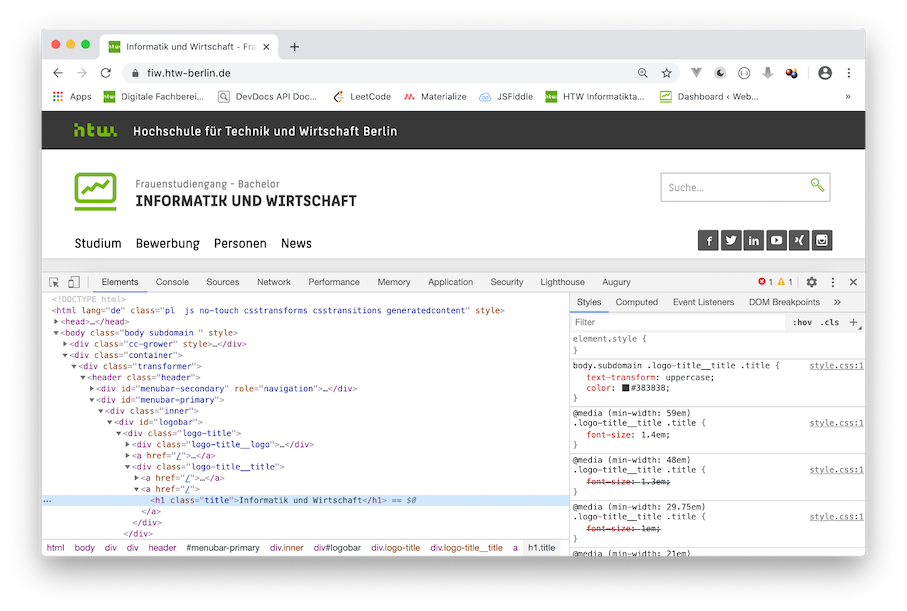 Informatik und Wirtschaft - Fra
fiw.htw-berlin.de
Apps Digitale Fachberei... DevDocs API Doc... LeetCode Materialize JSFiddle HTW Informatikta... Dashboard ‹ Web... »
htw. Hochschule für Technik und Wirtschaft Berlin
Frauenstudiengang - Bachelor
INFORMATIK UND WIRTSCHAFT
Suche...
Studium Bewerbung Personen News
Elements Console Sources Network Performance Memory Application Security Lighthouse Augury 1 1
<!DOCTYPE html>
<html lang="de" class="pl  js no-touch csstransforms csstransitions generatedcontent" style>
<head>…</head>
<body class="body subdomain " style>
<div class="cc-grower" style>…</div>
<div class="container">
<div class="transformer">
<header class="header">
<div id="menubar-secondary" role="navigation">…</div>
<div id="menubar-primary">
<div class="inner">
<div id="logobar">
<div class="logo-title">
<div class="logo-title__logo">…</div>
<a href="/">…</a>
<div class="logo-title__title">
<a href="/">…</a>
<a href="/">
<h1 class="title">Informatik und Wirtschaft</h1> == $0
</a>
</div>
</div>
html body div div header #menubar-primary div.inner div#logobar div.logo-title div.logo-title__title a h1.title
Styles Computed Event Listeners DOM Breakpoints »
Filter :hov .cls +
element.style {
}
body.subdomain .logo-title__title .title { style.css:1
text-transform: uppercase;
color: #383838;
}
@media (min-width: 59em)
.logo-title__title .title { style.css:1
font-size: 1.4em;
}
@media (min-width: 48em)
.logo-title__title .title { style.css:1
font-size: 1.3em;
}
@media (min-width: 29.75em)
.logo-title__title .title { style.css:1
font-size: 1em;
}
@media (min-width: 21em)